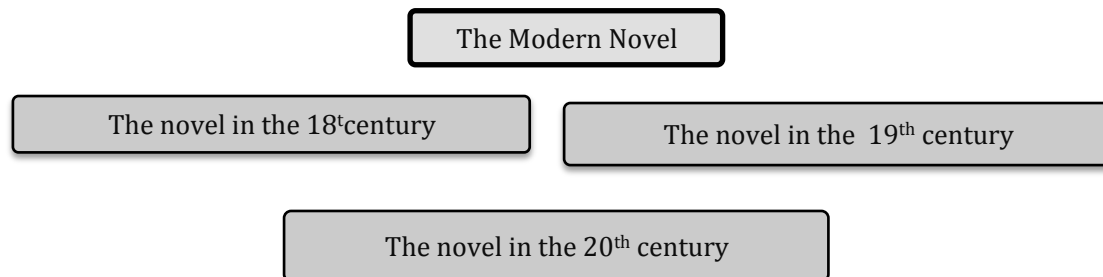 The Modern Novel
The novel in the 18ᵗcentury
The novel in the 19ᵗʰ century
The novel in the 20ᵗʰ century